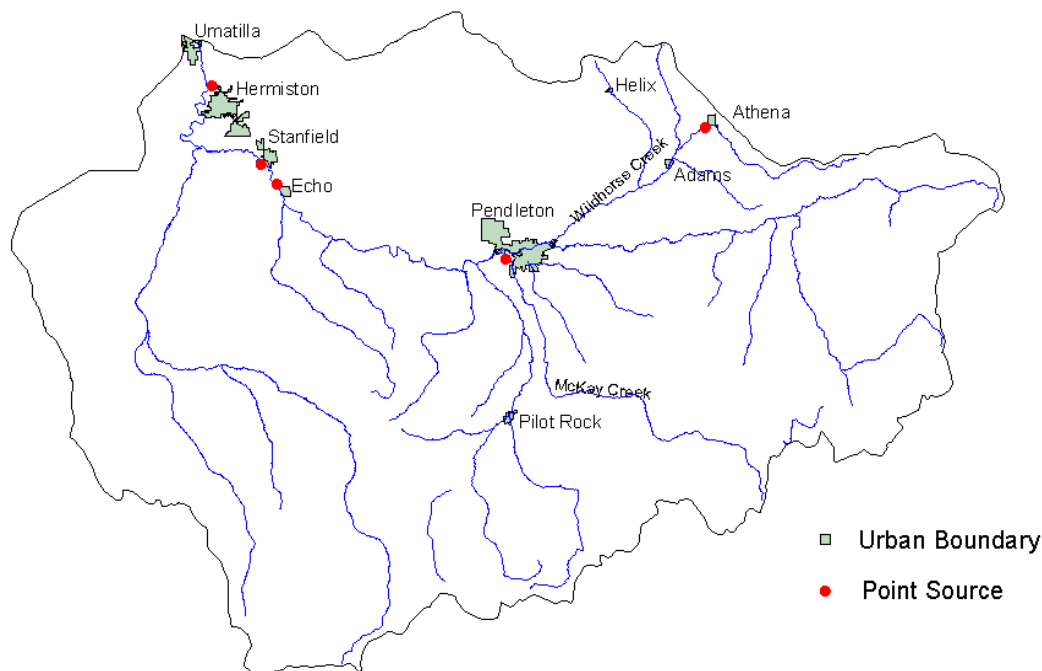 Umatilla
Hermiston
Helix
Athena
Stanfield
Wildhorse Creek
Adams
Echo
Pendleton
McKay Creek
Pilot Rock
Urban Boundary
Point Source